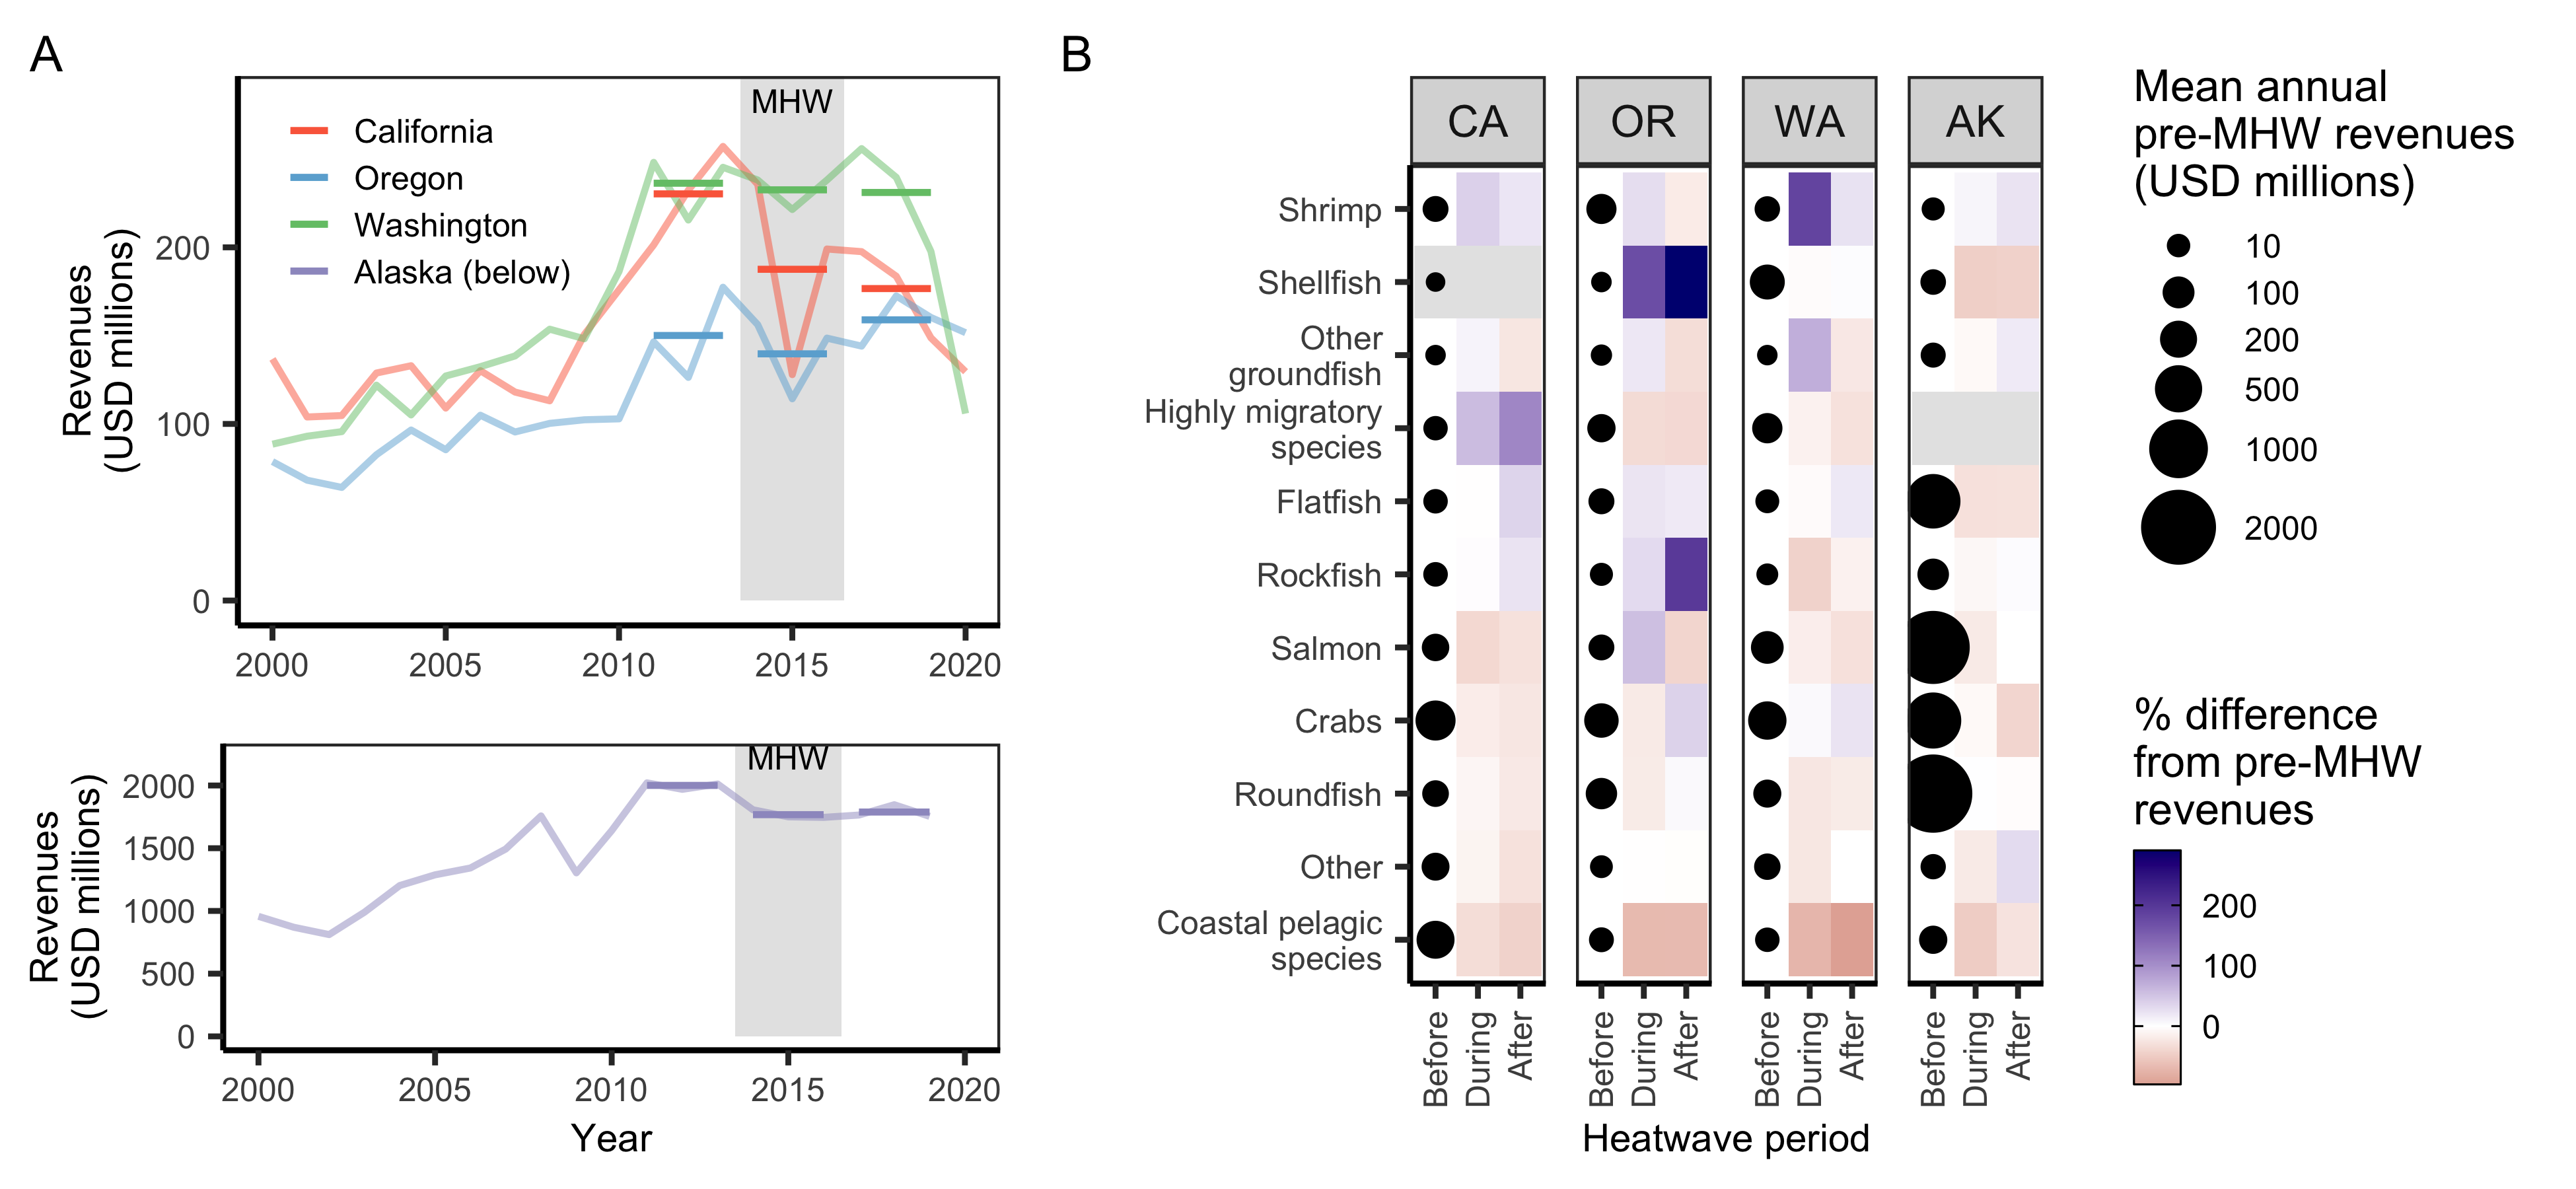 A
MHW
California
Oregon
Washington
Alaska (below)
Revenues
(USD millions)
200
100
0
2000
2005
2010
2015
2020
MHW
Revenues
(USD millions)
2000
1500
1000
500
0
2000
2005
2010
2015
2020
Year
B
CA
OR
WA
AK
Shrimp
Shellfish
Other
groundfish
Highly migratory
species
Flatfish
Rockfish
Salmon
Crabs
Roundfish
Other
Coastal pelagic
species
Before
During
After
Before
During
After
Before
During
After
Before
During
After
Heatwave period
Mean annual
pre-MHW revenues
(USD millions)
10
100
200
500
1000
2000
% difference
from pre-MHW
revenues
200
100
0